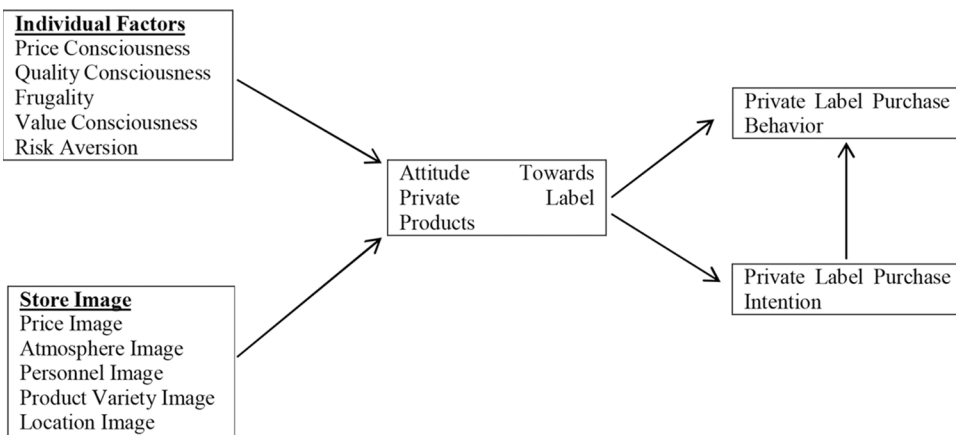 Individual Factors
Price Consciousness
Quality Consciousness
Frugality
Value Consciousness
Risk Aversion
Attitude Towards
Private Label
Products
Private Label Purchase
Behavior
Private Label Purchase
Intention
Store Image
Price Image
Atmosphere Image
Personnel Image
Product Variety Image
Location Image